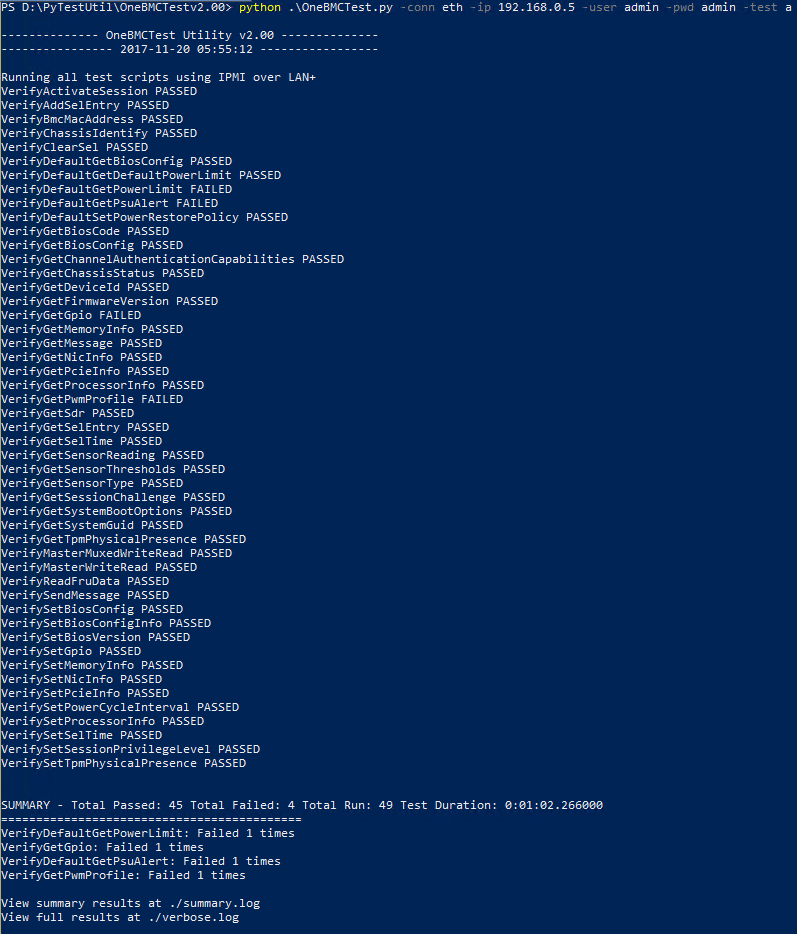 PS D:\PyTestUtil\OneBMCTestv2.00> python .\OneBMCTest.py -conn eth -ip 192.168.0.5 -user admin -pwd admin -test a
-------------- OneBMCTest Utility v2.00 --------------
---------------- 2017-11-20 05:55:12 -----------------
Running all test scripts using IPMI over LAN+
VerifyActivateSession PASSED
VerifyAddSelEntry PASSED
VerifyBmcMacAddress PASSED
VerifyChassisIdentify PASSED
VerifyClearSel PASSED
VerifyDefaultGetBiosConfig PASSED
VerifyDefaultGetDefaultPowerLimit PASSED
VerifyDefaultGetPowerLimit FAILED
VerifyDefaultGetPsuAlert FAILED
VerifyDefaultSetPowerRestorePolicy PASSED
VerifyGetBiosCode PASSED
VerifyGetBiosConfig PASSED
VerifyGetChannelAuthenticationCapabilities PASSED
VerifyGetChassisStatus PASSED
VerifyGetDeviceId PASSED
VerifyGetFirmwareVersion PASSED
VerifyGetGpio FAILED
VerifyGetMemoryInfo PASSED
VerifyGetMessage PASSED
VerifyGetNicInfo PASSED
VerifyGetPcieInfo PASSED
VerifyGetProcessorInfo PASSED
VerifyGetPwmProfile FAILED
VerifyGetSdr PASSED
VerifyGetSelEntry PASSED
VerifyGetSelTime PASSED
VerifyGetSensorReading PASSED
VerifyGetSensorThresholds PASSED
VerifyGetSensorType PASSED
VerifyGetSessionChallenge PASSED
VerifyGetSystemBootOptions PASSED
VerifyGetSystemGuid PASSED
VerifyGetTpmPhysicalPresence PASSED
VerifyMasterMuxedWriteRead PASSED
VerifyMasterWriteRead PASSED
VerifyReadFruData PASSED
VerifySendMessage PASSED
VerifySetBiosConfig PASSED
VerifySetBiosConfigInfo PASSED
VerifySetBiosVersion PASSED
VerifySetGpio PASSED
VerifySetMemoryInfo PASSED
VerifySetNicInfo PASSED
VerifySetPcieInfo PASSED
VerifySetPowerCycleInterval PASSED
VerifySetProcessorInfo PASSED
VerifySetSelTime PASSED
VerifySetSessionPrivilegeLevel PASSED
VerifySetTpmPhysicalPresence PASSED
SUMMARY - Total Passed: 45 Total Failed: 4 Total Run: 49 Test Duration: 0:01:02.266000
===========================================
VerifyDefaultGetPowerLimit: Failed 1 times
VerifyGetGpio: Failed 1 times
VerifyDefaultGetPsuAlert: Failed 1 times
VerifyGetPwmProfile: Failed 1 times
View summary results at ./summary.log
View full results at ./verbose.log